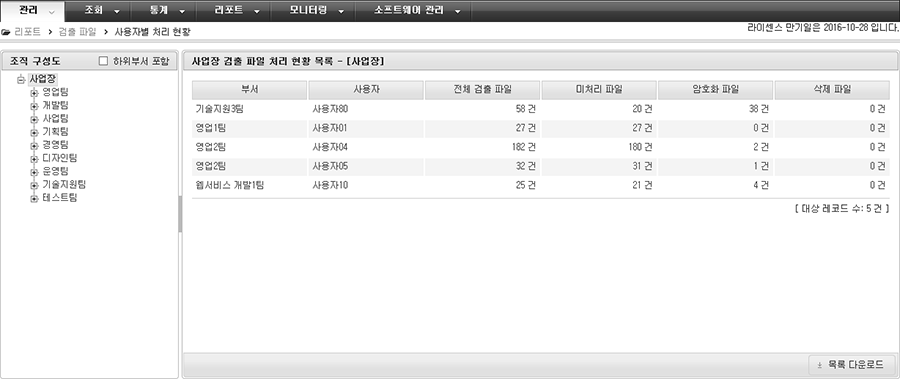 관리 조회 통계 리포트 모니터링 소프트웨어 관리
리포트 > 검출 파일 > 사용자별 처리 현황 라이센스 만기일은 2016-10-28 입니다.
조직 구성도 하위부서 포함
사업장
영업팀
개발팀
사업팀
기획팀
경영팀
디자인팀
운영팀
기술지원팀
테스트팀
사업장 검출 파일 처리 현황 목록 - [사업장]
부서 사용자 전체 검출 파일 미처리 파일 암호화 파일 삭제 파일
기술지원3팀 사용자80 58 건 20 건 38 건 0 건
영업1팀 사용자01 27 건 27 건 0 건 0 건
영업2팀 사용자04 182 건 180 건 2 건 0 건
영업2팀 사용자05 32 건 31 건 1 건 0 건
웹서비스 개발1팀 사용자10 25 건 21 건 4 건 0 건
[ 대상 레코드 수: 5 건 ]
목록 다운로드